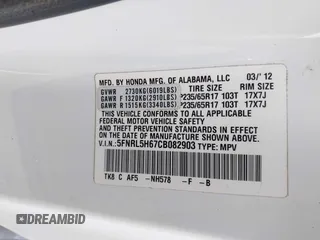 MFD. BY HONDA MFG. OF ALABAMA, LLC 03/'12
GVWR 2730KG(6019LBS) TIRE SIZE RIM SIZE
GAWR F 1320KG(2910LBS) P235/65R17 103T 17X7J
GAWR R 1515KG(3340LBS) P235/65R17 103T 17X7J
THIS VEHICLE CONFORMS TO ALL APPLICABLE FEDERAL MOTOR
VEHICLE SAFETY AND THEFT PREVENTION STANDARDS IN EFFECT
ON THE DATE OF MANUFACTURE SHOWN ABOVE.
V.I.N.: 5FNRL5H67CB082903 TYPE: MPV
TK8 C AF5 -NH578 -F -B
DEALERSHIP